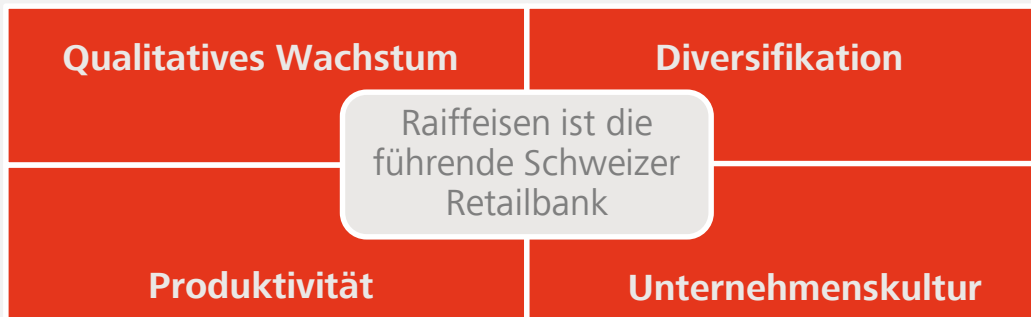 Qualitatives Wachstum
Diversifikation
Raiffeisen ist die
führende Schweizer
Retailbank
Produktivität
Unternehmenskultur